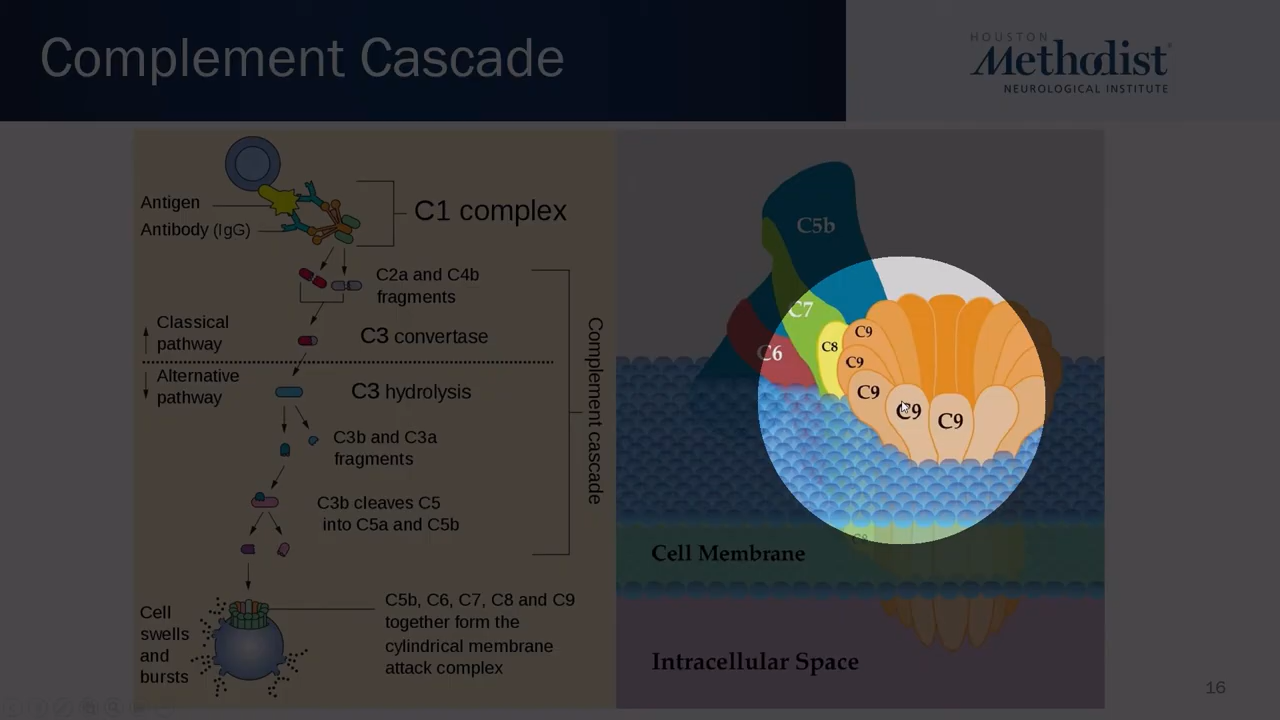 Complement Cascade
HOUSTON
Methodist
NEUROLOGICAL INSTITUTE
Antigen
Antibody (IgG)
C1 complex
C2a and C4b
fragments
Classical
pathway
C3 convertase
Alternative
pathway
C3 hydrolysis
C3b and C3a
fragments
C3b cleaves C5
into C5a and C5b
Complement cascade
Cell
swells
and
bursts
C5b, C6, C7, C8 and C9
together form the
cylindrical membrane
attack complex
C5b
C7
C6
C8
C9
C9
C9
C9
C9
C9
Cell Membrane
Intracellular Space
16